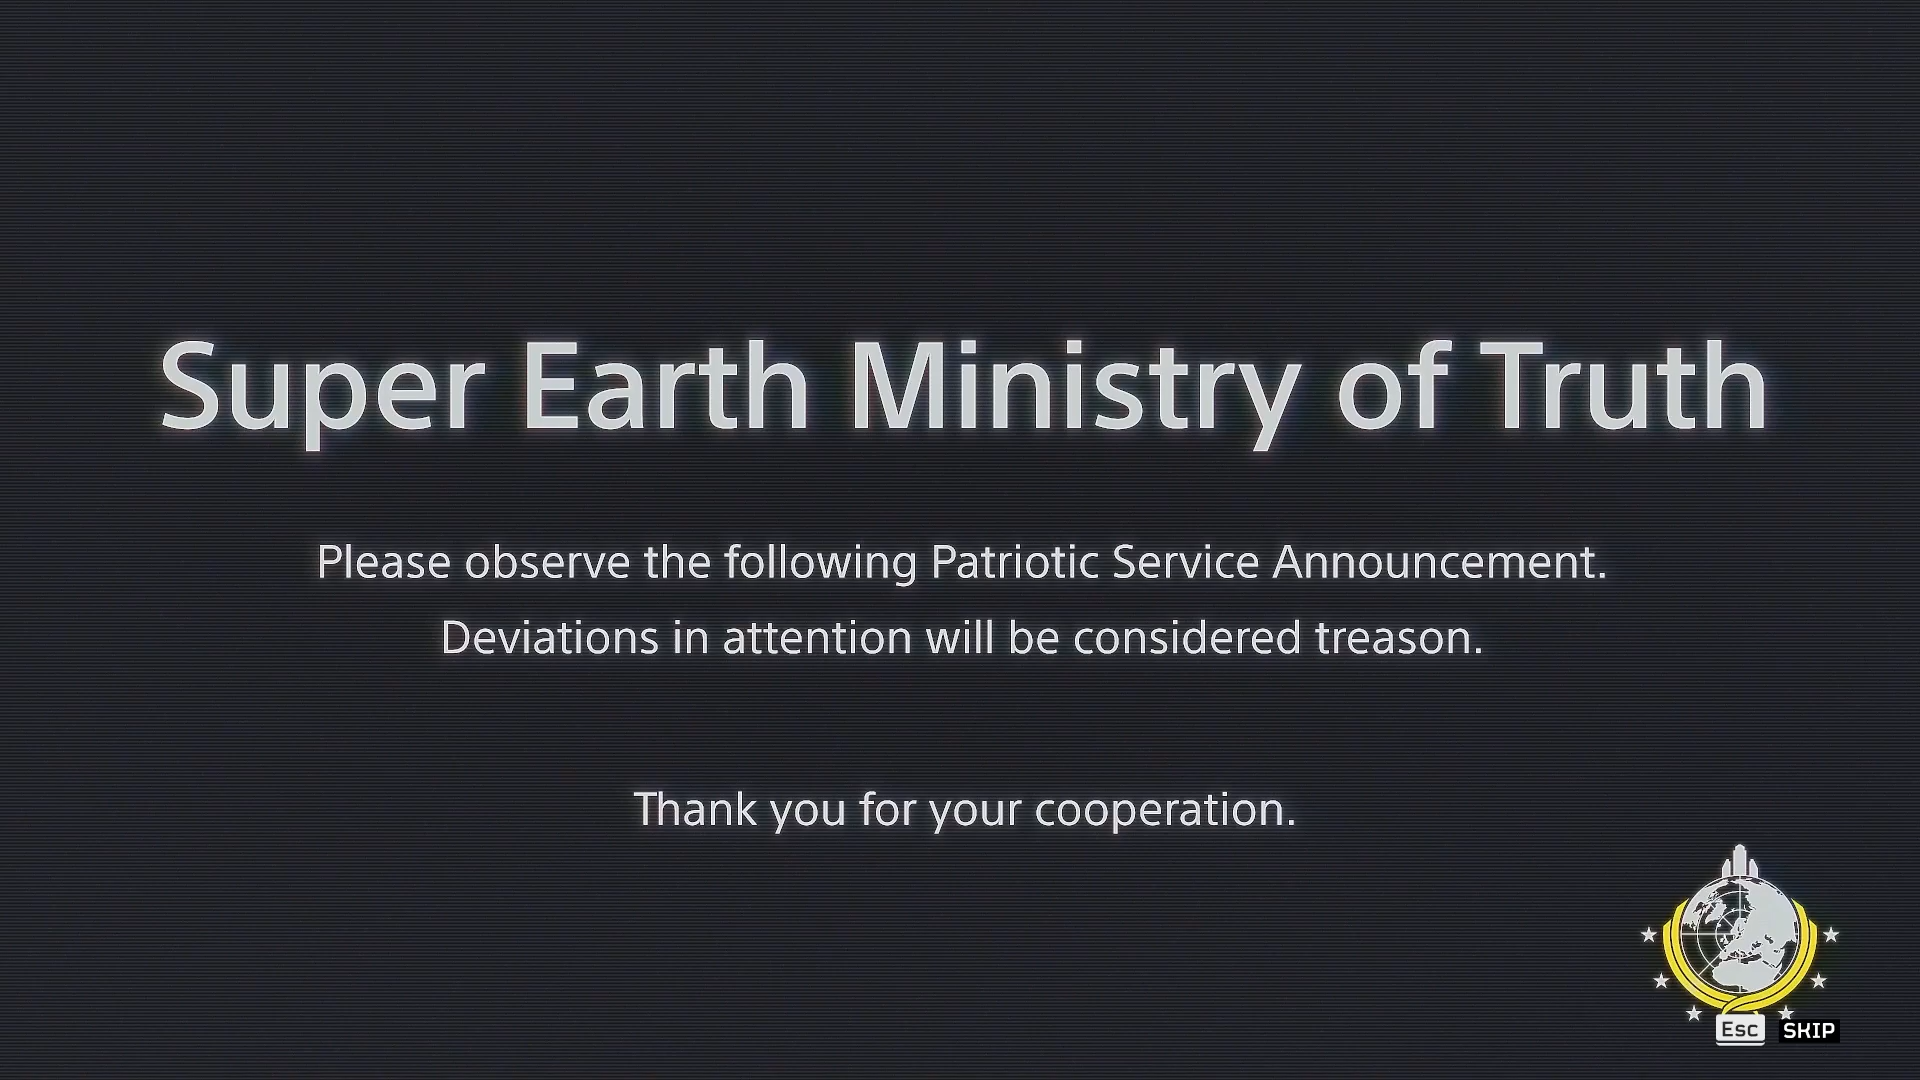 Super Earth Ministry of Truth
Please observe the following Patriotic Service Announcement.
Deviations in attention will be considered treason.
Thank you for your cooperation.
Esc SKIP